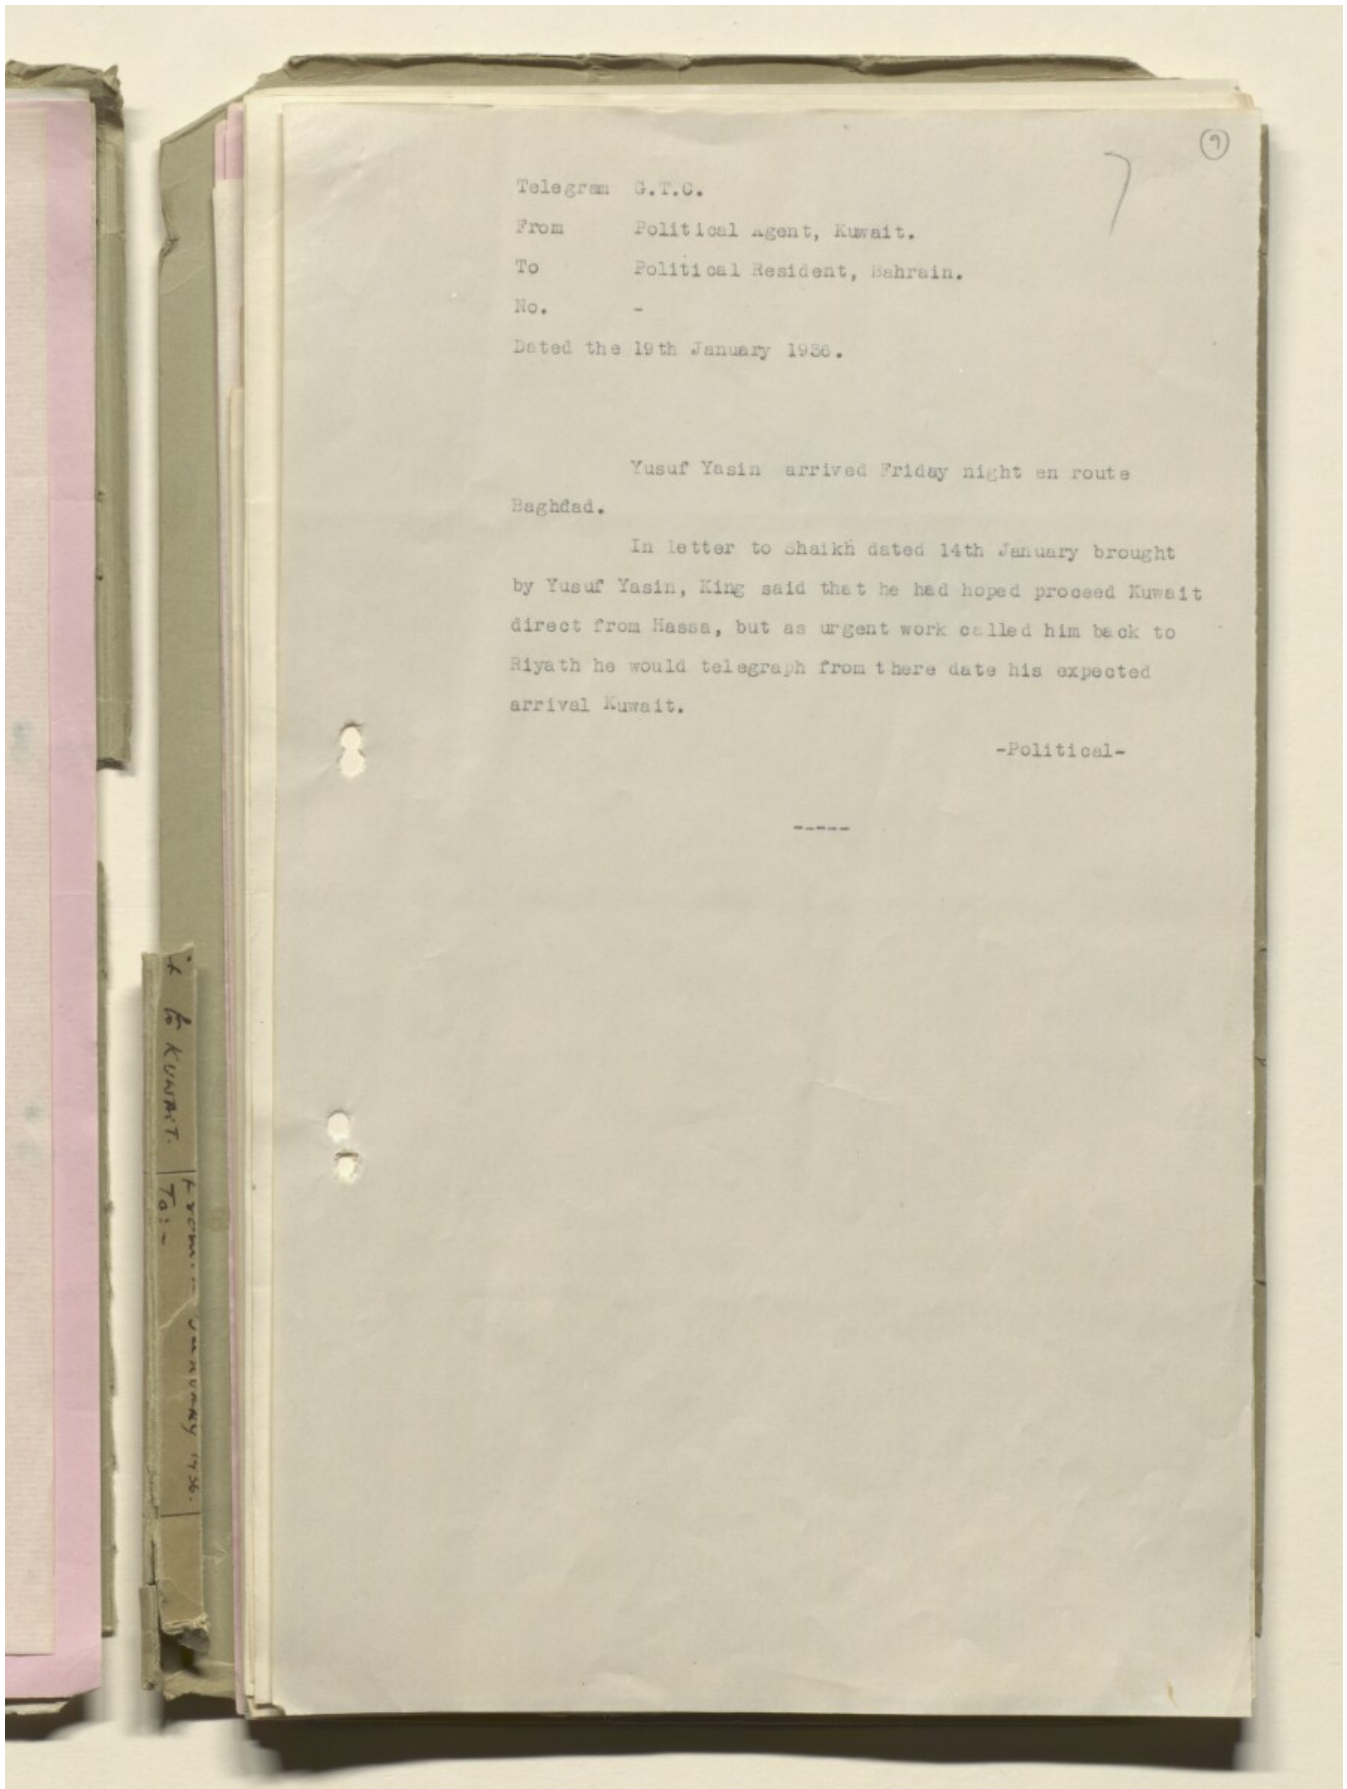 9
7
Telegram G.T.C.
From Political Agent, Kuwait.
To Political Resident, Bahrain.
No. -
Dated the 19th January 1936.
Yusuf Yasin arrived Friday night en route
Baghdad.
In letter to Shaikh dated 14th January brought
by Yusuf Yasin, King said that he had hoped proceed Kuwait
direct from Hassa, but as urgent work called him back to
Riyath he would telegraph from there date his expected
arrival Kuwait.
-Political-
-----
to KUWAIT.
From:- January 1936.
To:-